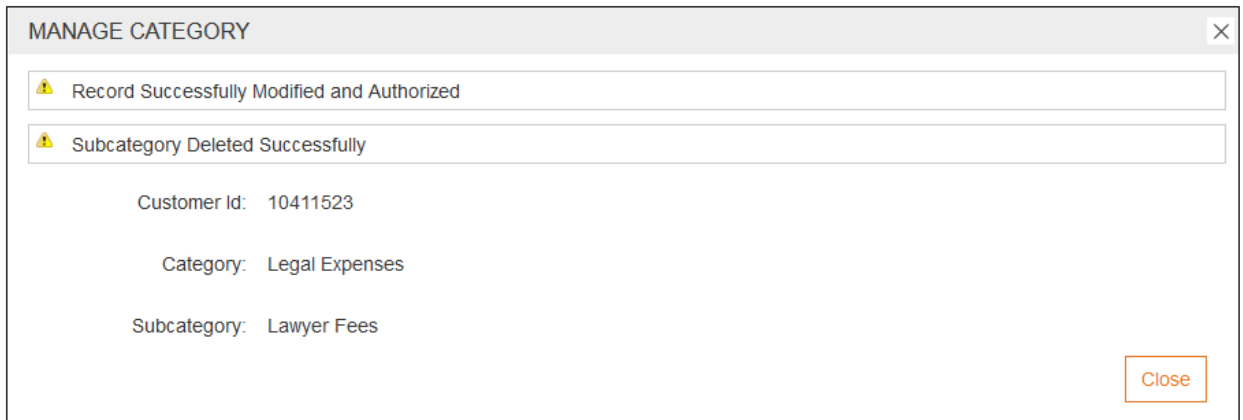 MANAGE CATEGORY
Record Successfully Modified and Authorized
Subcategory Deleted Successfully
Customer Id: 10411523
Category: Legal Expenses
Subcategory: Lawyer Fees
Close